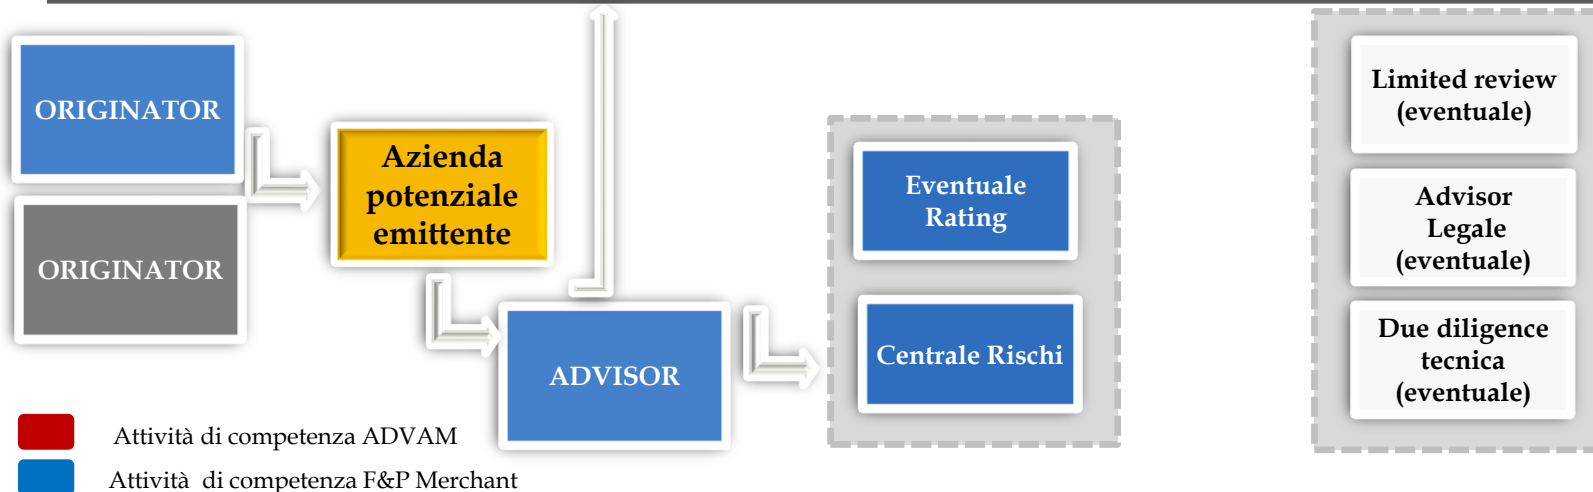 ORIGINATOR
ORIGINATOR
Azienda
potenziale
emittente
ADVISOR
Eventuale
Rating
Centrale Rischi
Limited review
(eventuale)
Advisor
Legale
(eventuale)
Due diligence
tecnica
(eventuale)
Attività di competenza ADVAM
Attività di competenza F&P Merchant